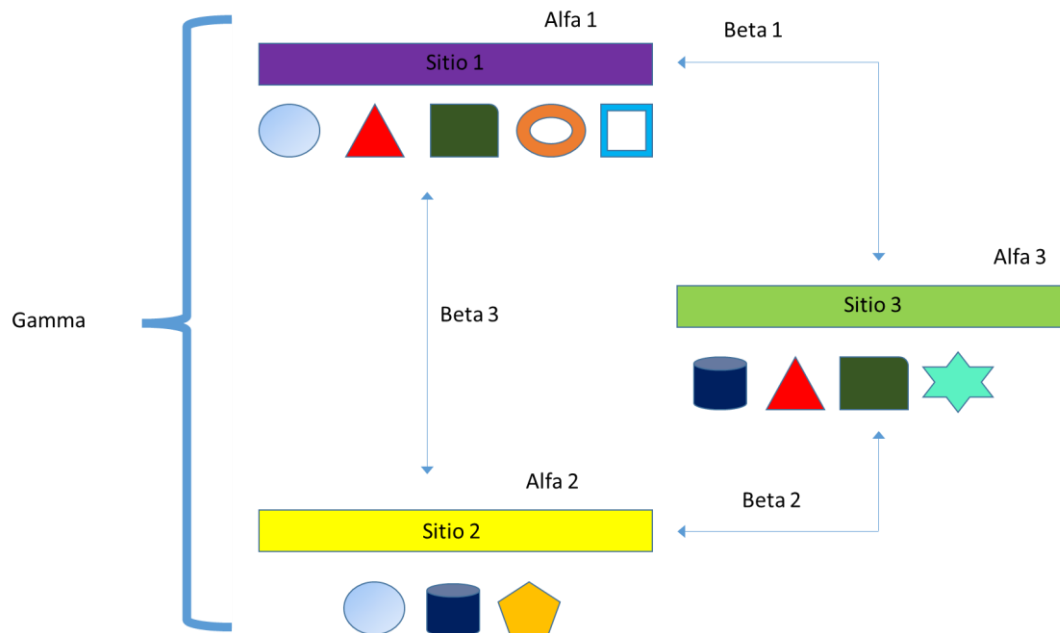 Alfa 1
Beta 1
Sitio 1
Alfa 3
Sitio 3
Gamma
Beta 3
Alfa 2
Beta 2
Sitio 2